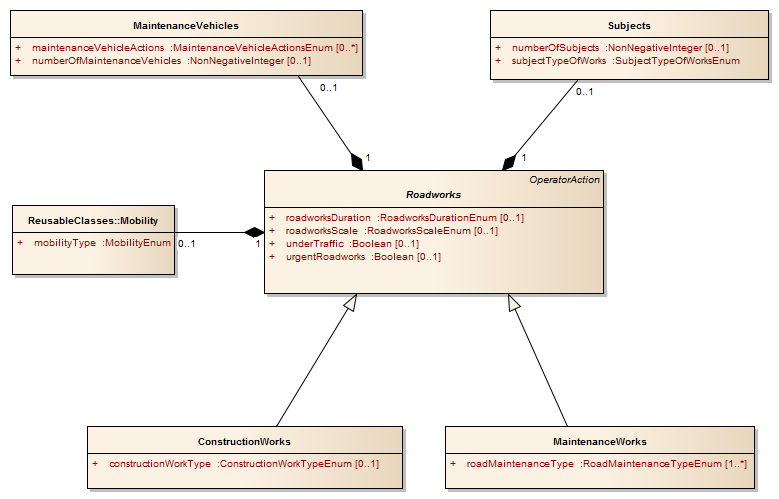 MaintenanceVehicles
+ maintenanceVehicleActions :MaintenanceVehicleActionsEnum [0..*]
+ numberOfMaintenanceVehicles :NonNegativeInteger [0..1]
Subjects
+ numberOfSubjects :NonNegativeInteger [0..1]
+ subjectTypeOfWorks :SubjectTypeOfWorksEnum
0..1
0..1
1
1
OperatorAction
Roadworks
+ roadworksDuration :RoadworksDurationEnum [0..1]
+ roadworksScale :RoadworksScaleEnum [0..1]
+ underTraffic :Boolean [0..1]
+ urgentRoadworks :Boolean [0..1]
ReusableClasses::Mobility
+ mobilityType :MobilityEnum
0..1
1
ConstructionWorks
+ constructionWorkType :ConstructionWorkTypeEnum [0..1]
MaintenanceWorks
+ roadMaintenanceType :RoadMaintenanceTypeEnum [1..*]